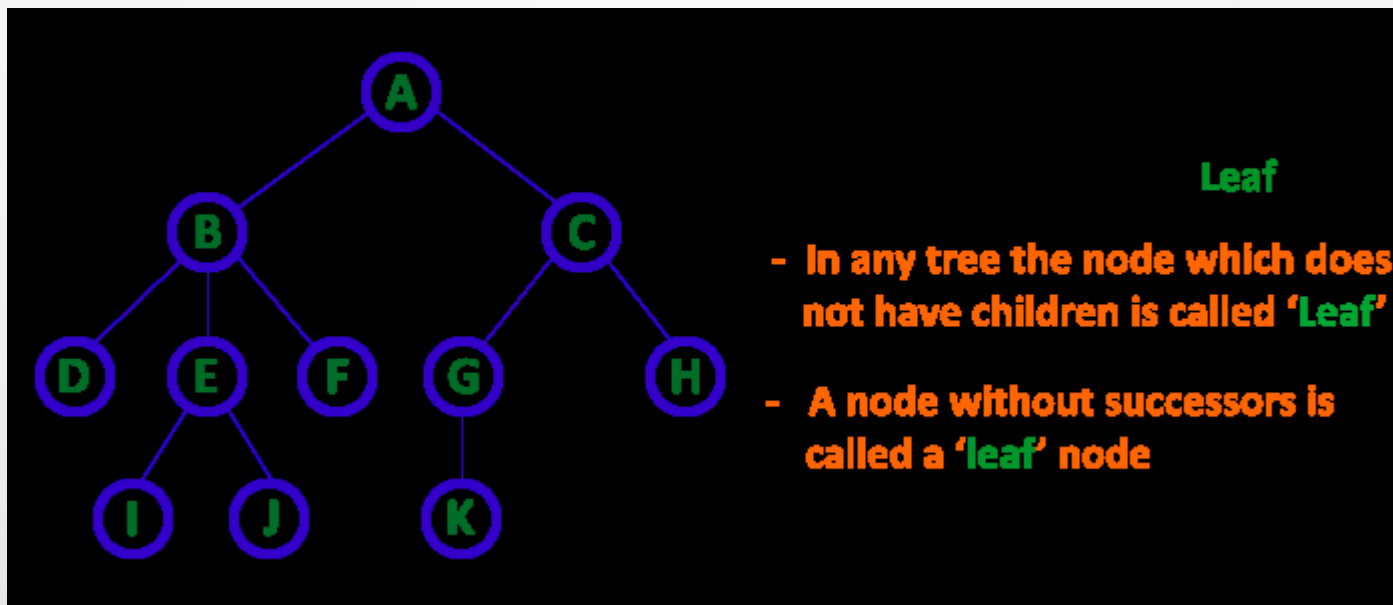 A
Leaf
B
C
- In any tree the node which does
not have children is called ‘Leaf’
D
E
F
G
H
- A node without successors is
called a ‘leaf’ node
I
J
K